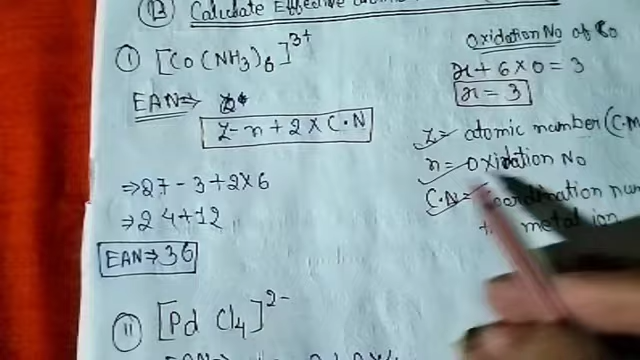 (B) Calculate Effective
① [Co(NH3)6]3+
Oxidation No of Co
x + 6 × 0 = 3
x = 3
EAN ⇒
Z - n + 2 × C.N
Z = atomic number (C.M
n = Oxidation No
C.N = Coordination num
metal ion
⇒ 27 - 3 + 2 × 6
⇒ 24 + 12
EAN ⇒ 36
⑪ [Pd Cl4]2-